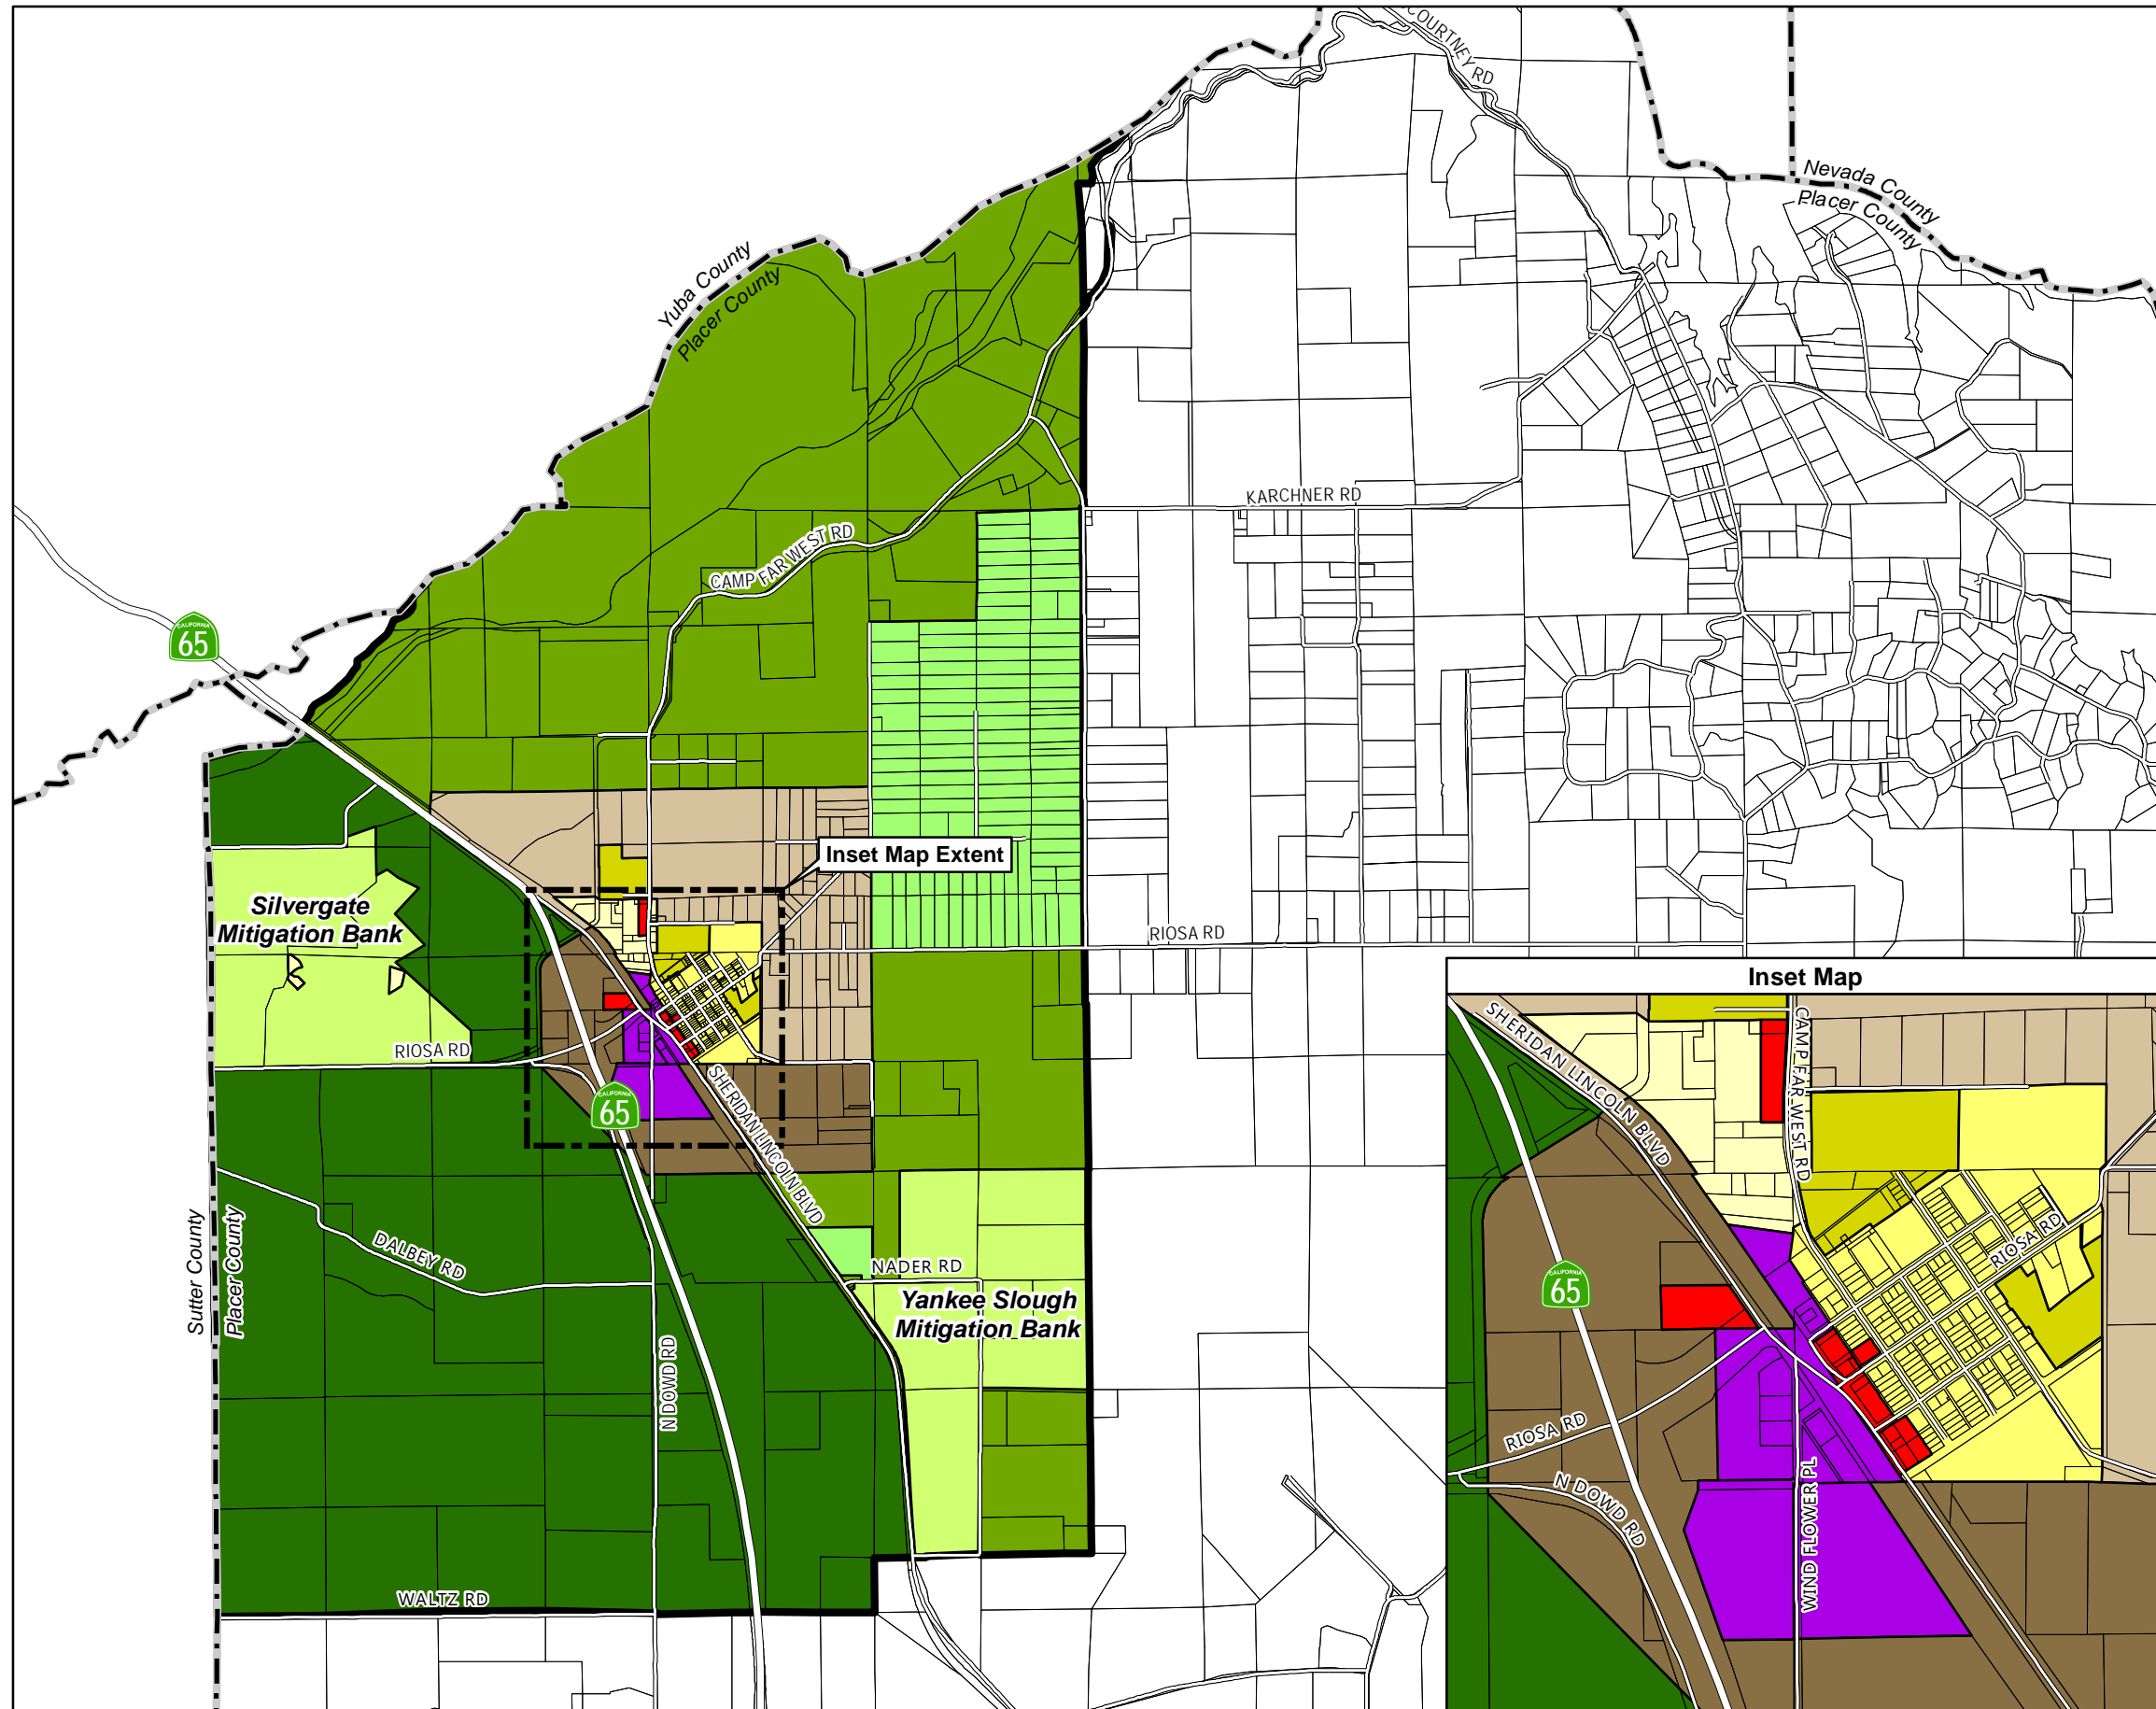 COURTNEY RD
Nevada County
Placer County
Yuba County
Placer County
KARCHNER RD
CAMP FAR WEST RD
CALIFORNIA
65
Inset Map Extent
Silvergate
Mitigation Bank
RIOSA RD
RIOSA RD
CALIFORNIA
65
SHERIDAN LINCOLN BLVD
Sutter County
Placer County
DALBEY RD
NADER RD
Yankee Slough
Mitigation Bank
N DOWD RD
WALTZ RD
Inset Map
SHERIDAN LINCOLN BLVD
CAMP FAR WEST RD
RIOSA RD
CALIFORNIA
65
RIOSA RD
N DOWD RD
WIND FLOWER PL